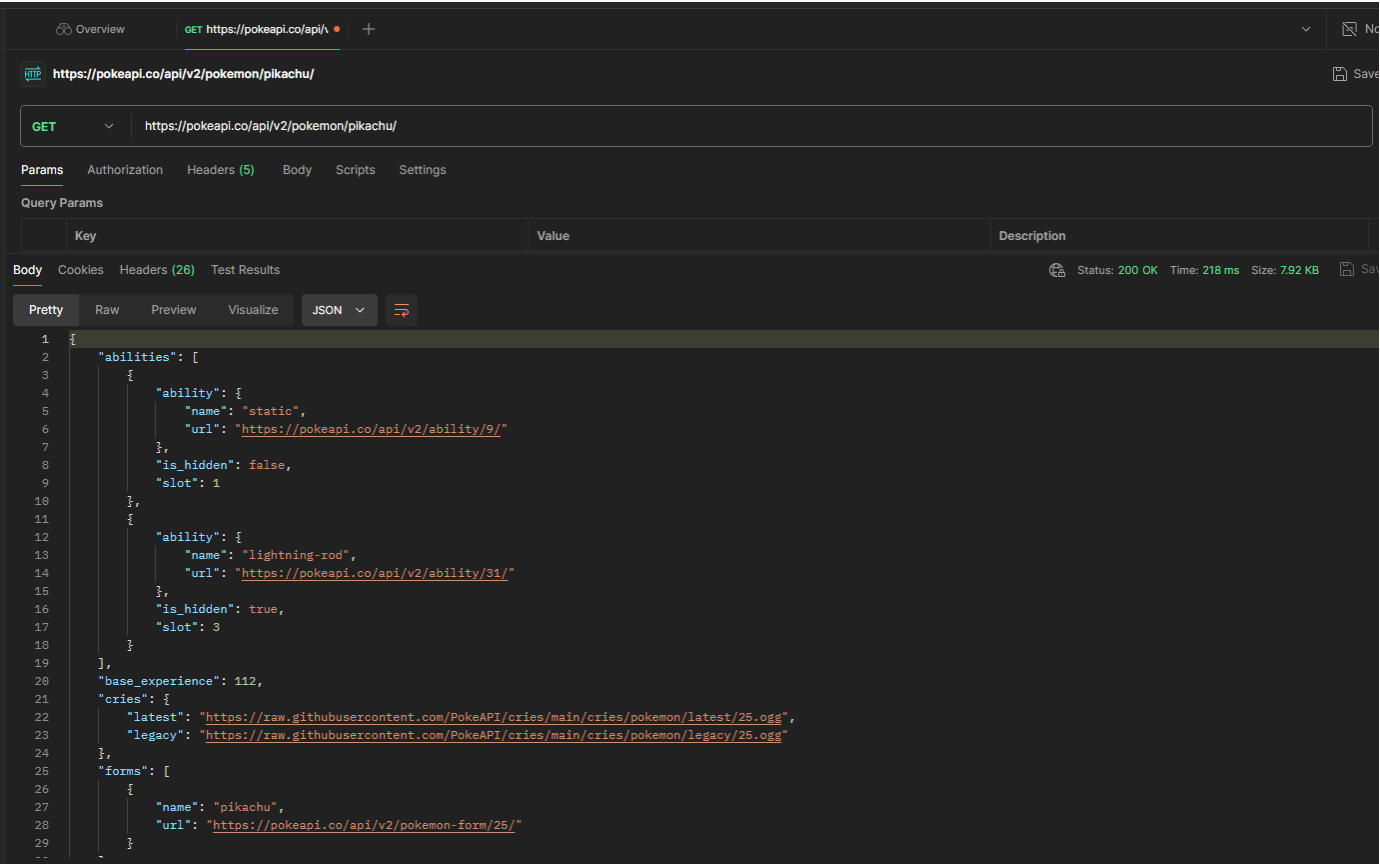 Overview GET https://pokeapi.co/api/v No
HTTP https://pokeapi.co/api/v2/pokemon/pikachu/ Save
GET https://pokeapi.co/api/v2/pokemon/pikachu/
Params Authorization Headers (5) Body Scripts Settings
Query Params
Key Value Description
Body Cookies Headers (26) Test Results Status: 200 OK Time: 218 ms Size: 7.92 KB Sav
Pretty Raw Preview Visualize JSON
1 {
2 "abilities": [
3 {
4 "ability": {
5 "name": "static",
6 "url": "https://pokeapi.co/api/v2/ability/9/"
7 },
8 "is_hidden": false,
9 "slot": 1
10 },
11 {
12 "ability": {
13 "name": "lightning-rod",
14 "url": "https://pokeapi.co/api/v2/ability/31/"
15 },
16 "is_hidden": true,
17 "slot": 3
18 }
19 ],
20 "base_experience": 112,
21 "cries": {
22 "latest": "https://raw.githubusercontent.com/PokeAPI/cries/main/cries/pokemon/latest/25.ogg",
23 "legacy": "https://raw.githubusercontent.com/PokeAPI/cries/main/cries/pokemon/legacy/25.ogg"
24 },
25 "forms": [
26 {
27 "name": "pikachu",
28 "url": "https://pokeapi.co/api/v2/pokemon-form/25/"
29 }